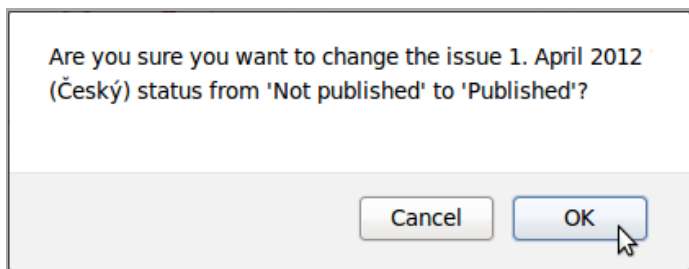 Are you sure you want to change the issue 1. April 2012
(Český) status from 'Not published' to 'Published'?
Cancel
OK